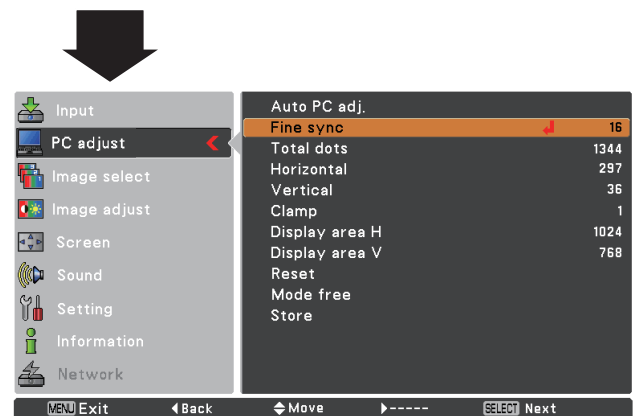 Input
PC adjust
Image select
Image adjust
Screen
Sound
Setting
Information
Network
Auto PC adj.
Fine sync 16
Total dots 1344
Horizontal 297
Vertical 36
Clamp 1
Display area H 1024
Display area V 768
Reset
Mode free
Store
MENU Exit ◀Back Move ▶----- SELECT Next